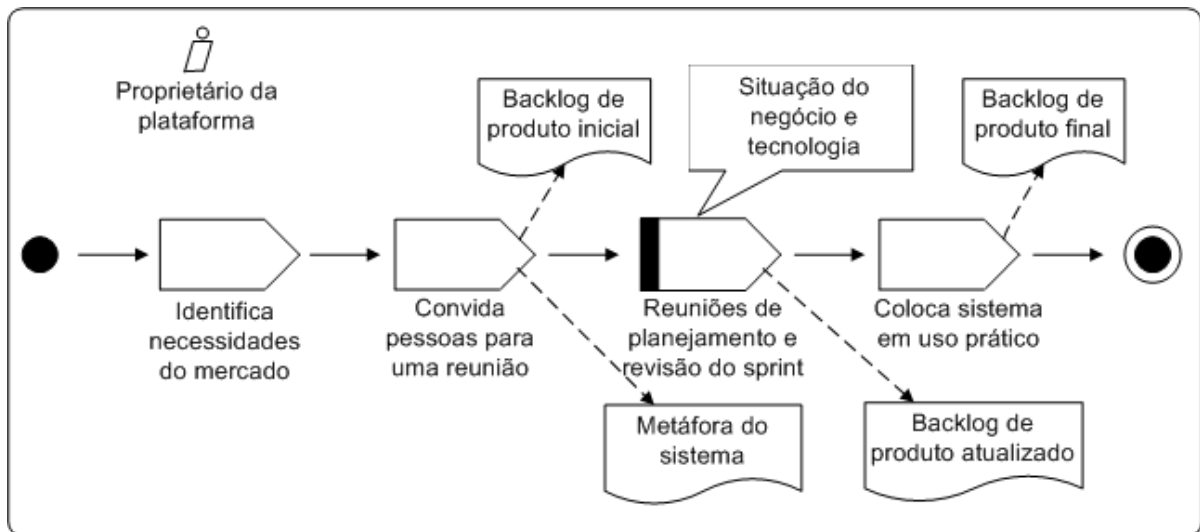 Proprietário da
plataforma
Backlog de
produto inicial
Situação do
negócio e
tecnologia
Backlog de
produto final
Identifica
necessidades
do mercado
Convida
pessoas para
uma reunião
Reuniões de
planejamento e
revisão do sprint
Coloca sistema
em uso prático
Metáfora do
sistema
Backlog de
produto atualizado